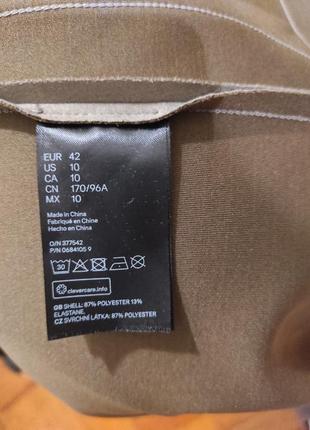 EUR 42
US 10
CA 10
CN 170/96A
MX 10
Made in China
Fabriqué en Chine
Hecho en China
O/N 377542
P/N 0684105 9
30
clevercare.info
GB SHELL: 87% POLYESTER 13%
ELASTANE.
CZ SVRCHNÍ LÁTKA: 87% POLYESTER